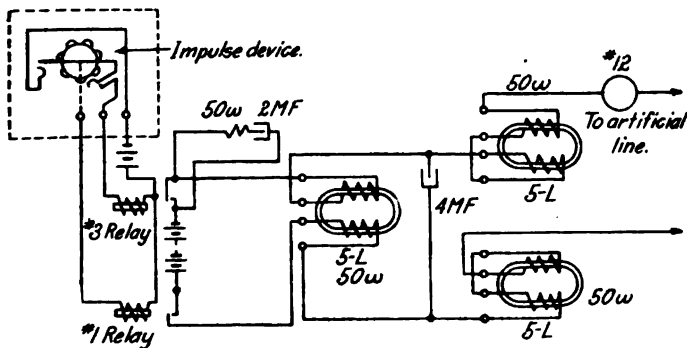 Impulse device.
50w 2MF
#3 Relay
#1 Relay
5-L
50w
4MF
50w
#12
To artificial
line.
5-L
50w
5-L